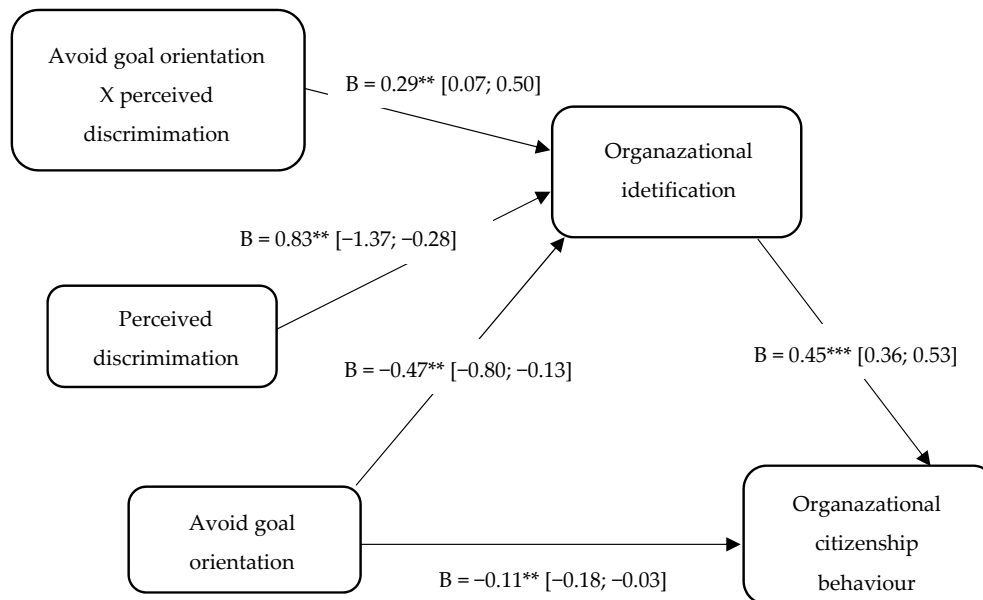 Avoid goal orientation
X perceived
discrimimation
B = 0.29** [0.07; 0.50]
Organazational
idetification
B = 0.83** [−1.37; −0.28]
Perceived
discrimimation
B = −0.47** [−0.80; −0.13]
B = 0.45*** [0.36; 0.53]
Avoid goal
orientation
Organazational
citizenship
behaviour
B = −0.11** [−0.18; −0.03]